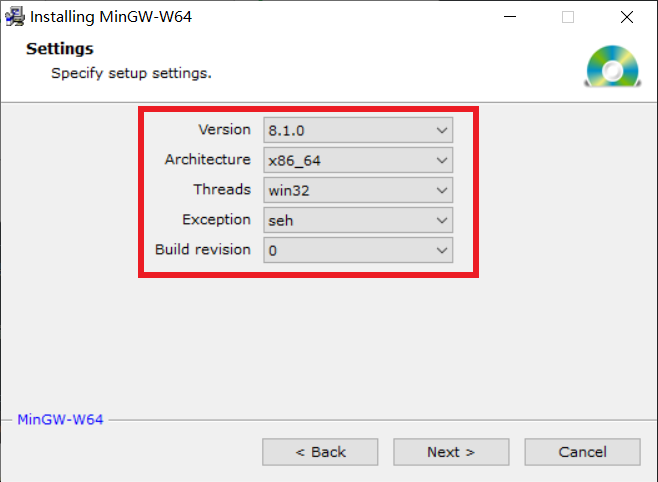 Installing MinGW-W64
Settings
Specify setup settings.
Version 8.1.0
Architecture x86_64
Threads win32
Exception seh
Build revision 0
MinGW-W64
< Back Next > Cancel